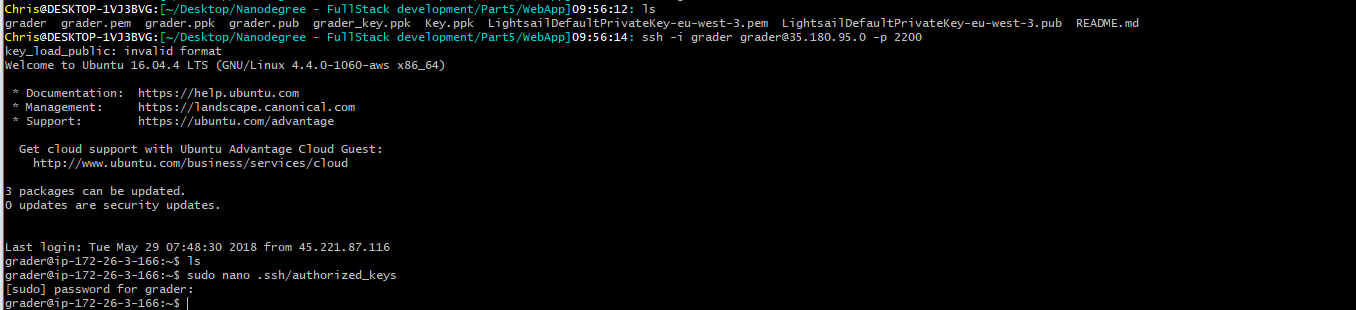 Chris@DESKTOP-1VJ3BVG:[~/Desktop/Nanodegree - FullStack development/Part5/WebApp]09:56:12: ls
grader  grader.pem  grader.ppk  grader.pub  grader_key.ppk  Key.ppk  LightsailDefaultPrivateKey-eu-west-3.pem  LightsailDefaultPrivateKey-eu-west-3.pub  README.md
Chris@DESKTOP-1VJ3BVG:[~/Desktop/Nanodegree - FullStack development/Part5/WebApp]09:56:14: ssh -i grader grader@35.180.95.0 -p 2200
key_load_public: invalid format
Welcome to Ubuntu 16.04.4 LTS (GNU/Linux 4.4.0-1060-aws x86_64)
* Documentation:  https://help.ubuntu.com
* Management:     https://landscape.canonical.com
* Support:        https://ubuntu.com/advantage
Get cloud support with Ubuntu Advantage Cloud Guest:
http://www.ubuntu.com/business/services/cloud
3 packages can be updated.
0 updates are security updates.
Last login: Tue May 29 07:48:30 2018 from 45.221.87.116
grader@ip-172-26-3-166:~$ ls
grader@ip-172-26-3-166:~$ sudo nano .ssh/authorized_keys
[sudo] password for grader:
grader@ip-172-26-3-166:~$